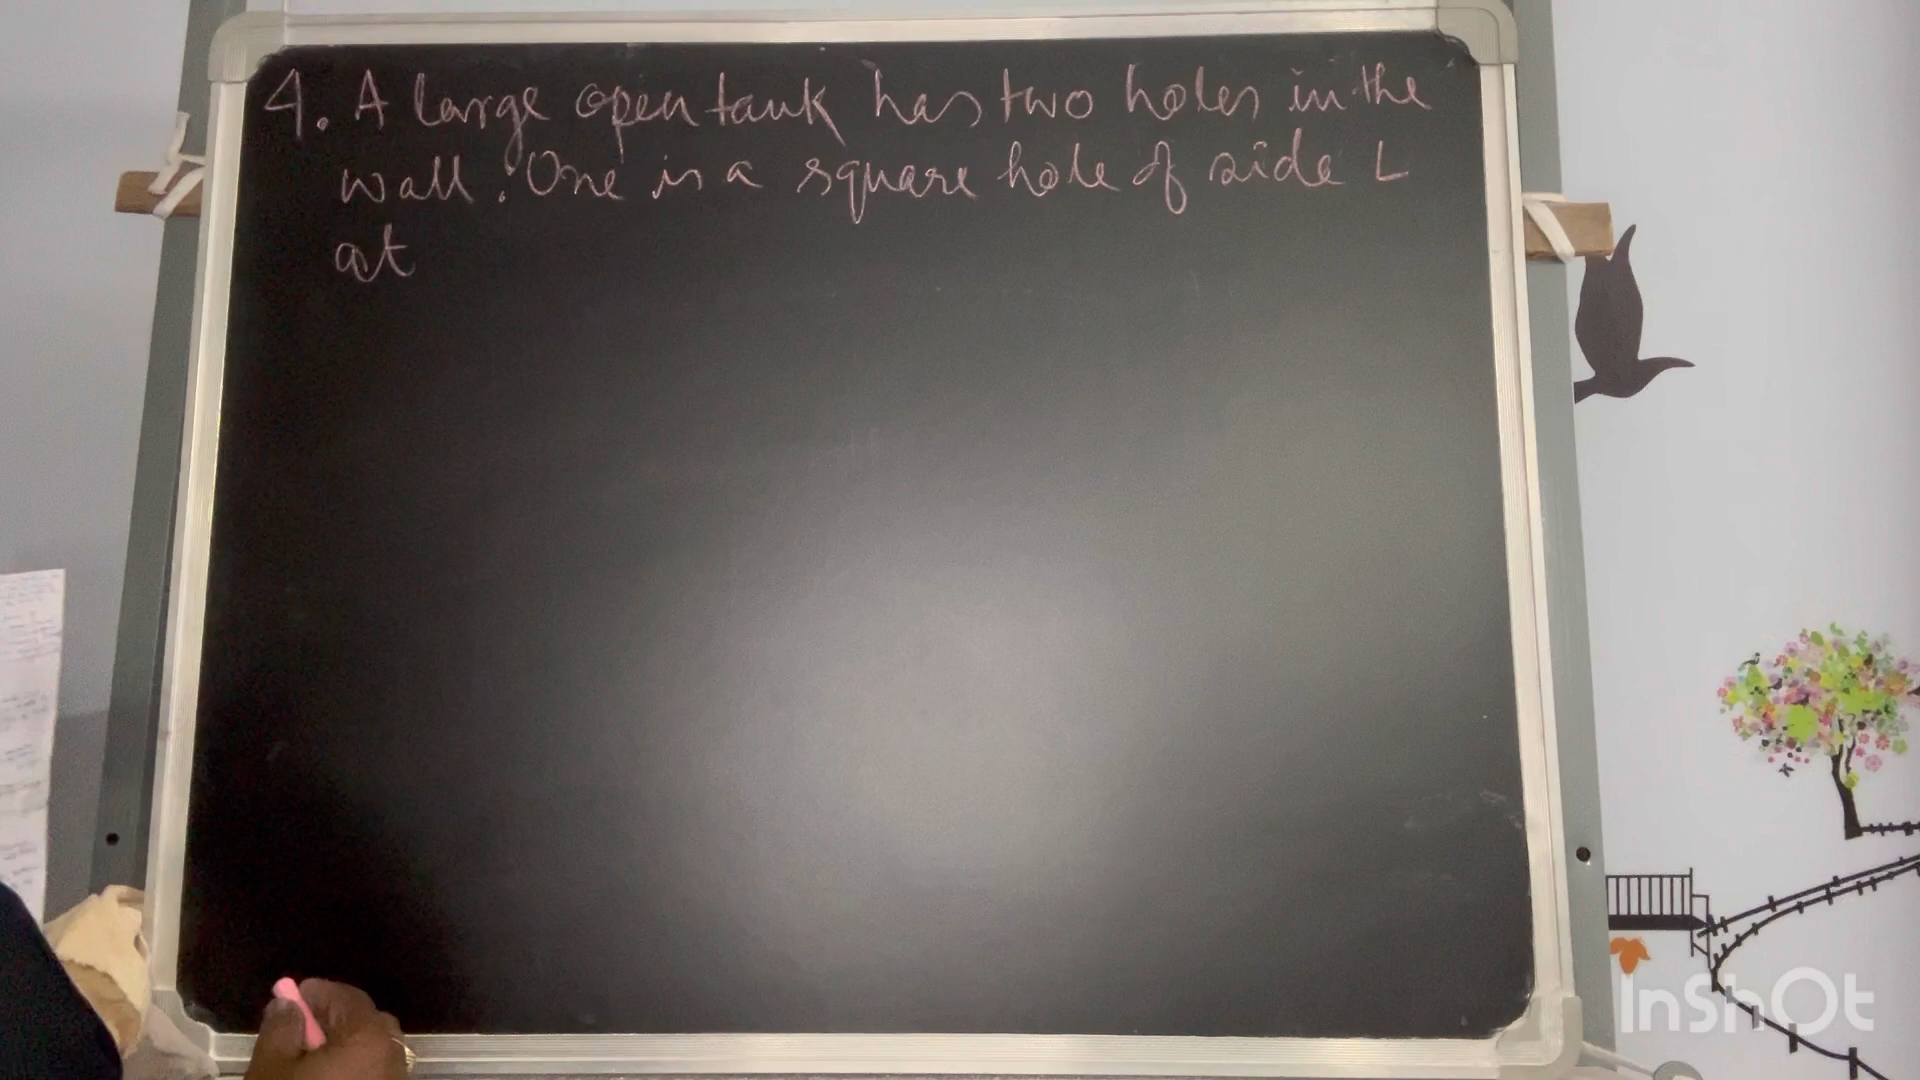 4. A large open tank has two holes in the
wall. One is a square hole of side L
at
InShOt